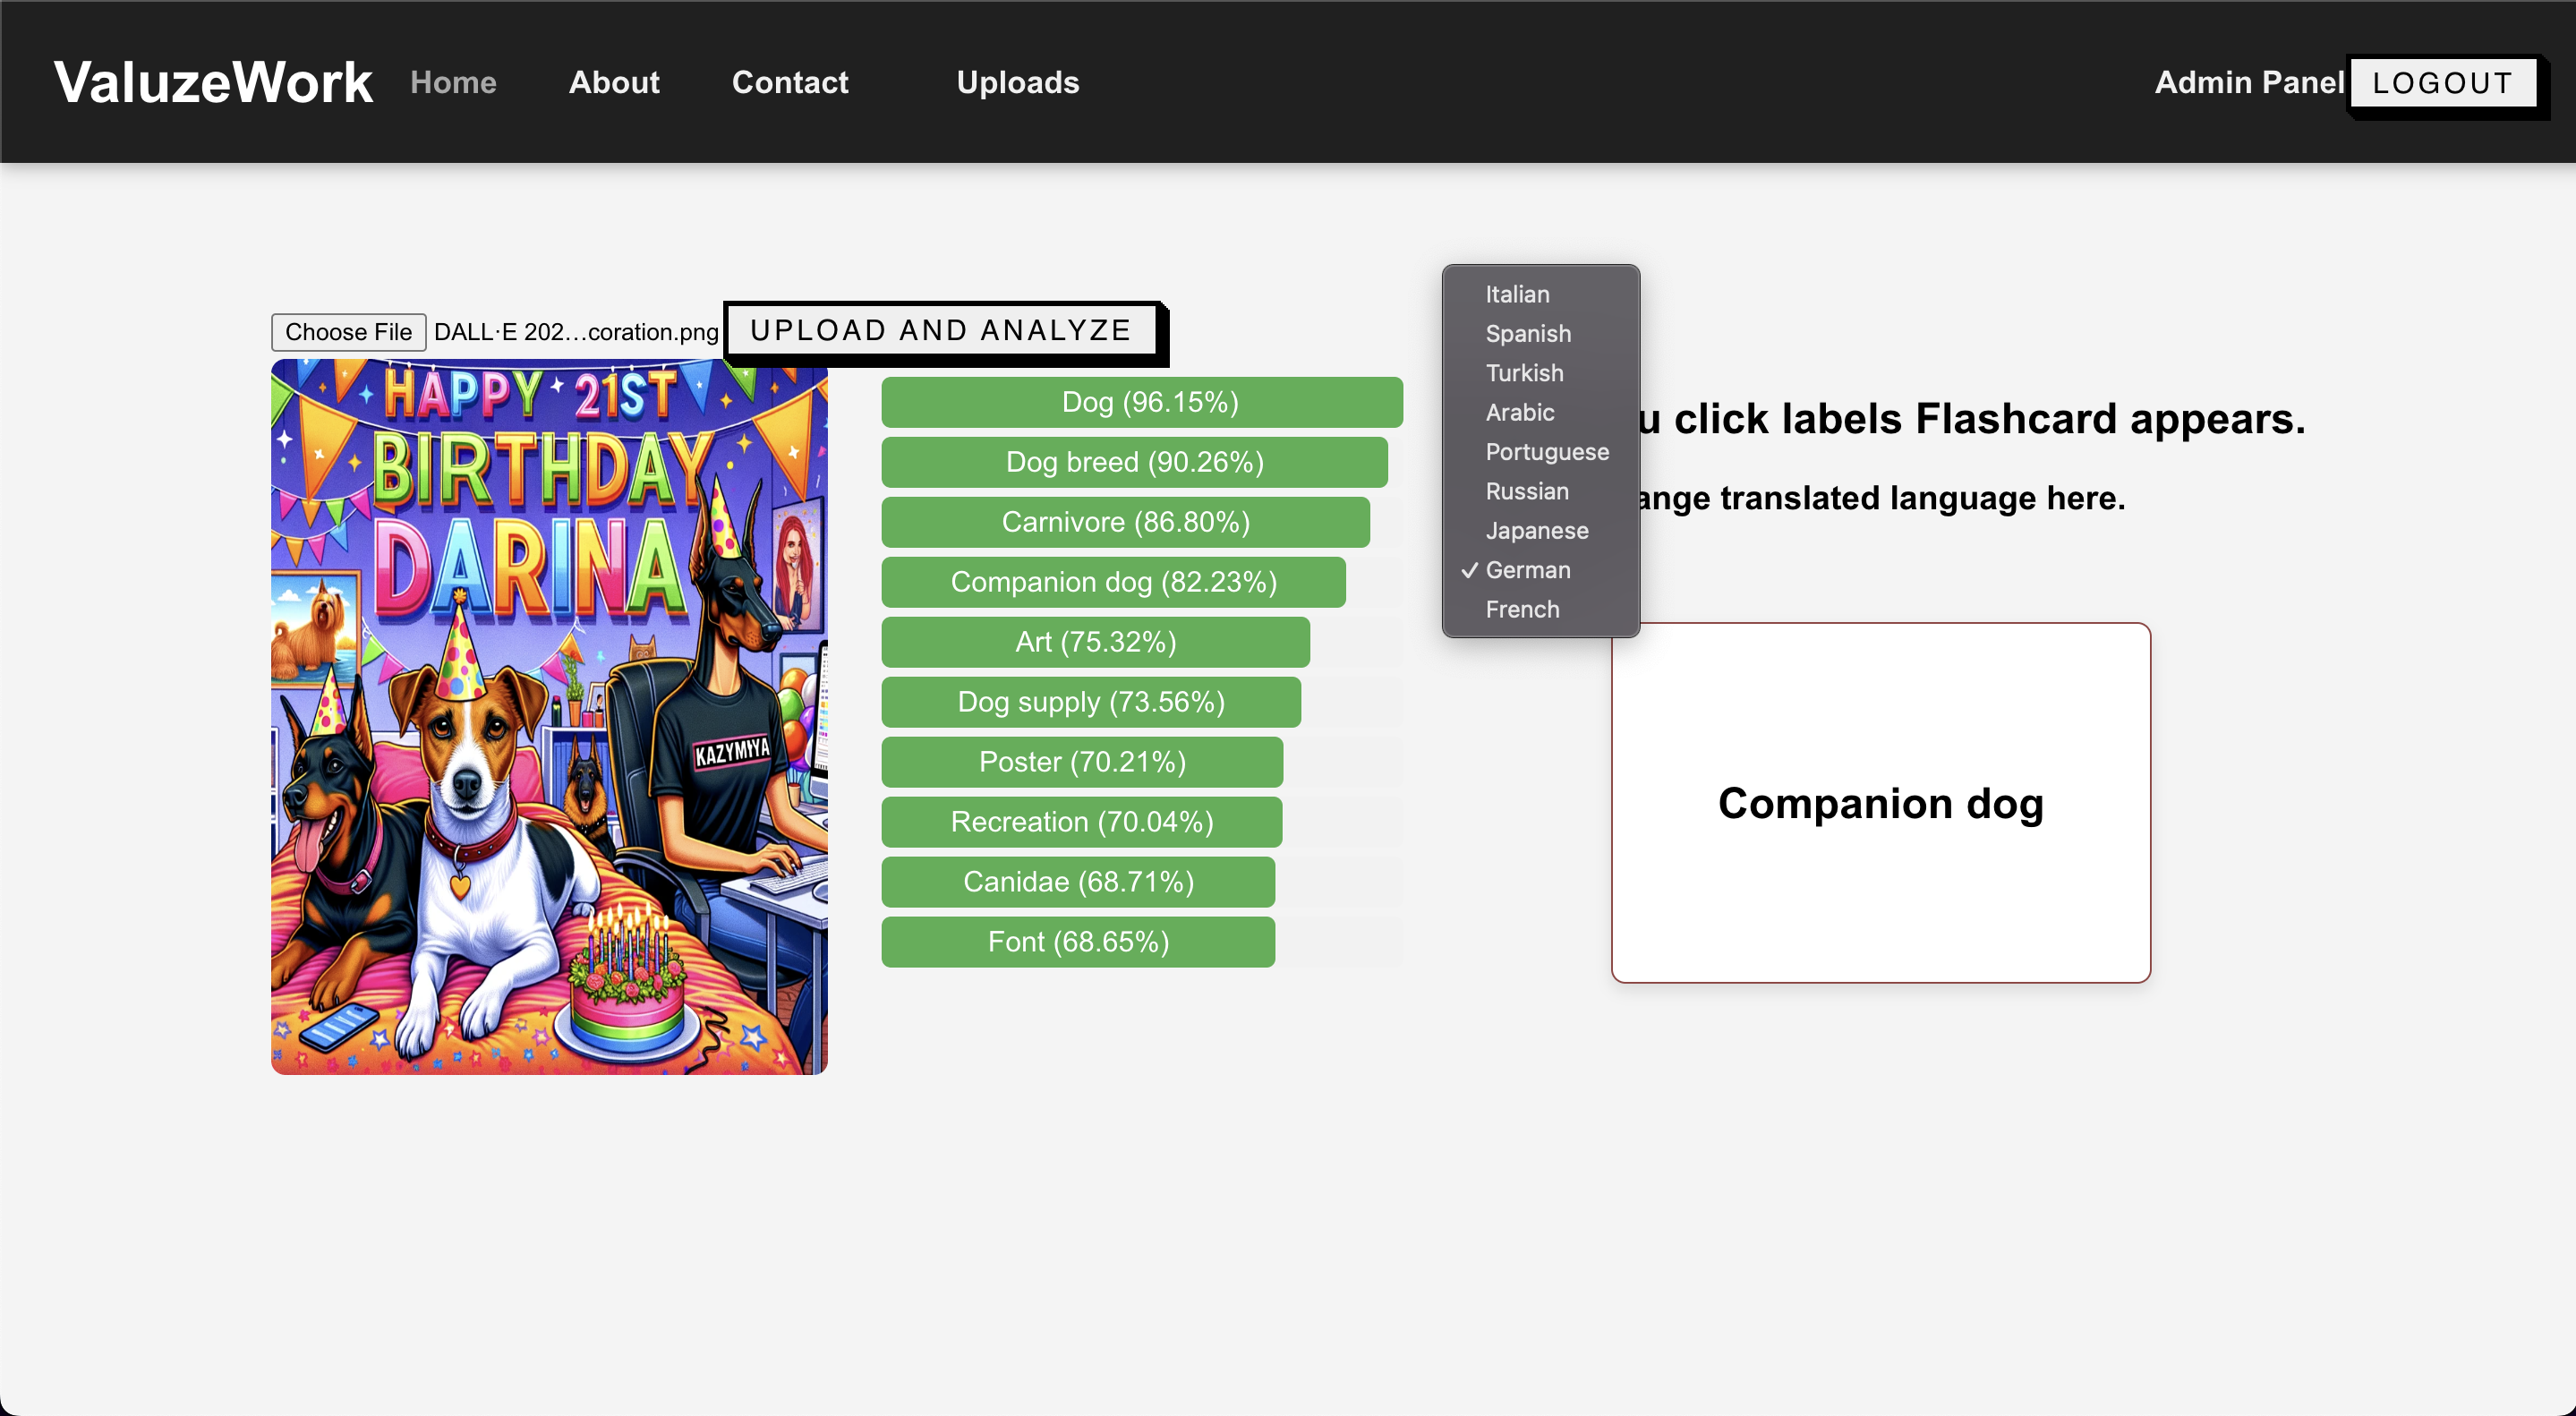 ValuzeWork Home About Contact Uploads Admin Panel LOGOUT
Choose File DALL·E 202…coration.png UPLOAD AND ANALYZE
HAPPY 21ST
BIRTHDAY
DARINA
KAZYMYYA
Dog (96.15%)
Dog breed (90.26%)
Carnivore (86.80%)
Companion dog (82.23%)
Art (75.32%)
Dog supply (73.56%)
Poster (70.21%)
Recreation (70.04%)
Canidae (68.71%)
Font (68.65%)
Italian
Spanish
Turkish
Arabic
Portuguese
Russian
Japanese
✓ German
French
u click labels Flashcard appears.
ange translated language here.
Companion dog